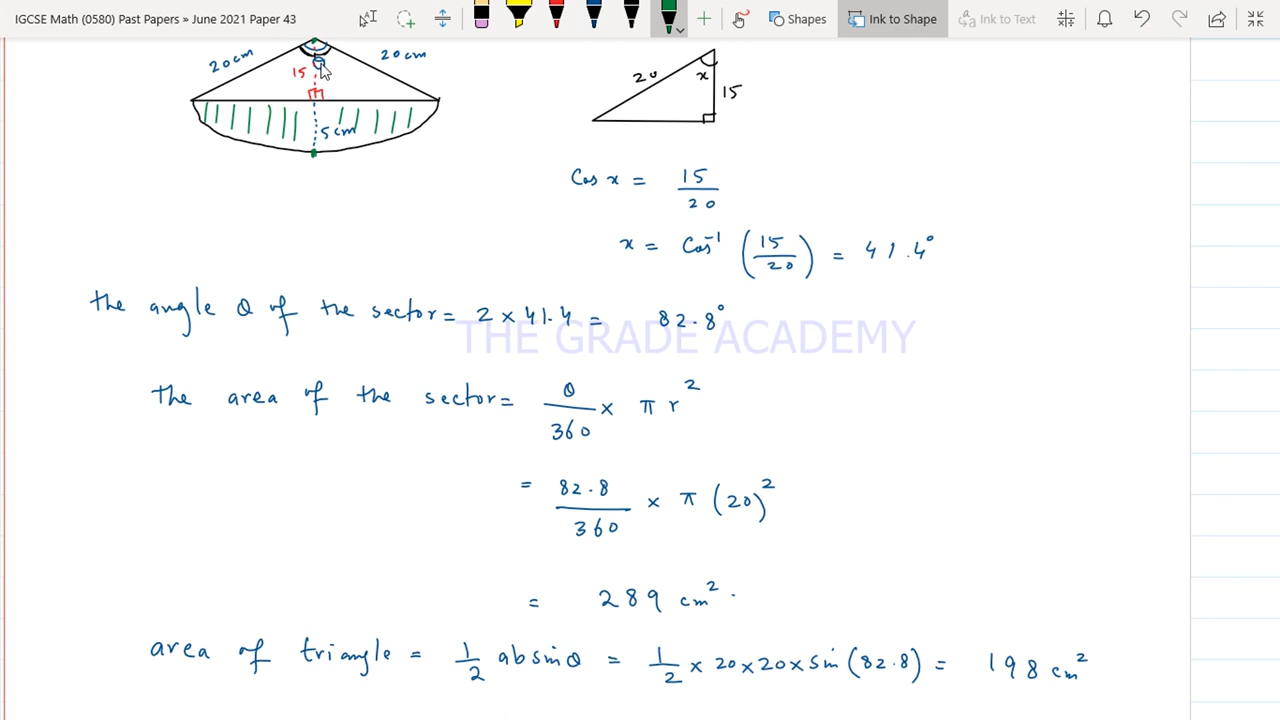 IGCSE Math (0580) Past Papers » June 2021 Paper 43
Shapes
Ink to Shape
Ink to Text
20cm
20cm
15
5cm
20
x
15
Cos x = 15/20
x = Cos⁻¹ (15/20) = 41.4°
the angle θ of the sector = 2 × 41.4 = 82.8°
THE GRADE ACADEMY
The area of the sector = θ/360 × π r²
= 82.8/360 × π (20)²
= 289 cm².
area of triangle = 1/2 ab sinθ = 1/2 × 20 × 20 × sin (82.8) = 198 cm²